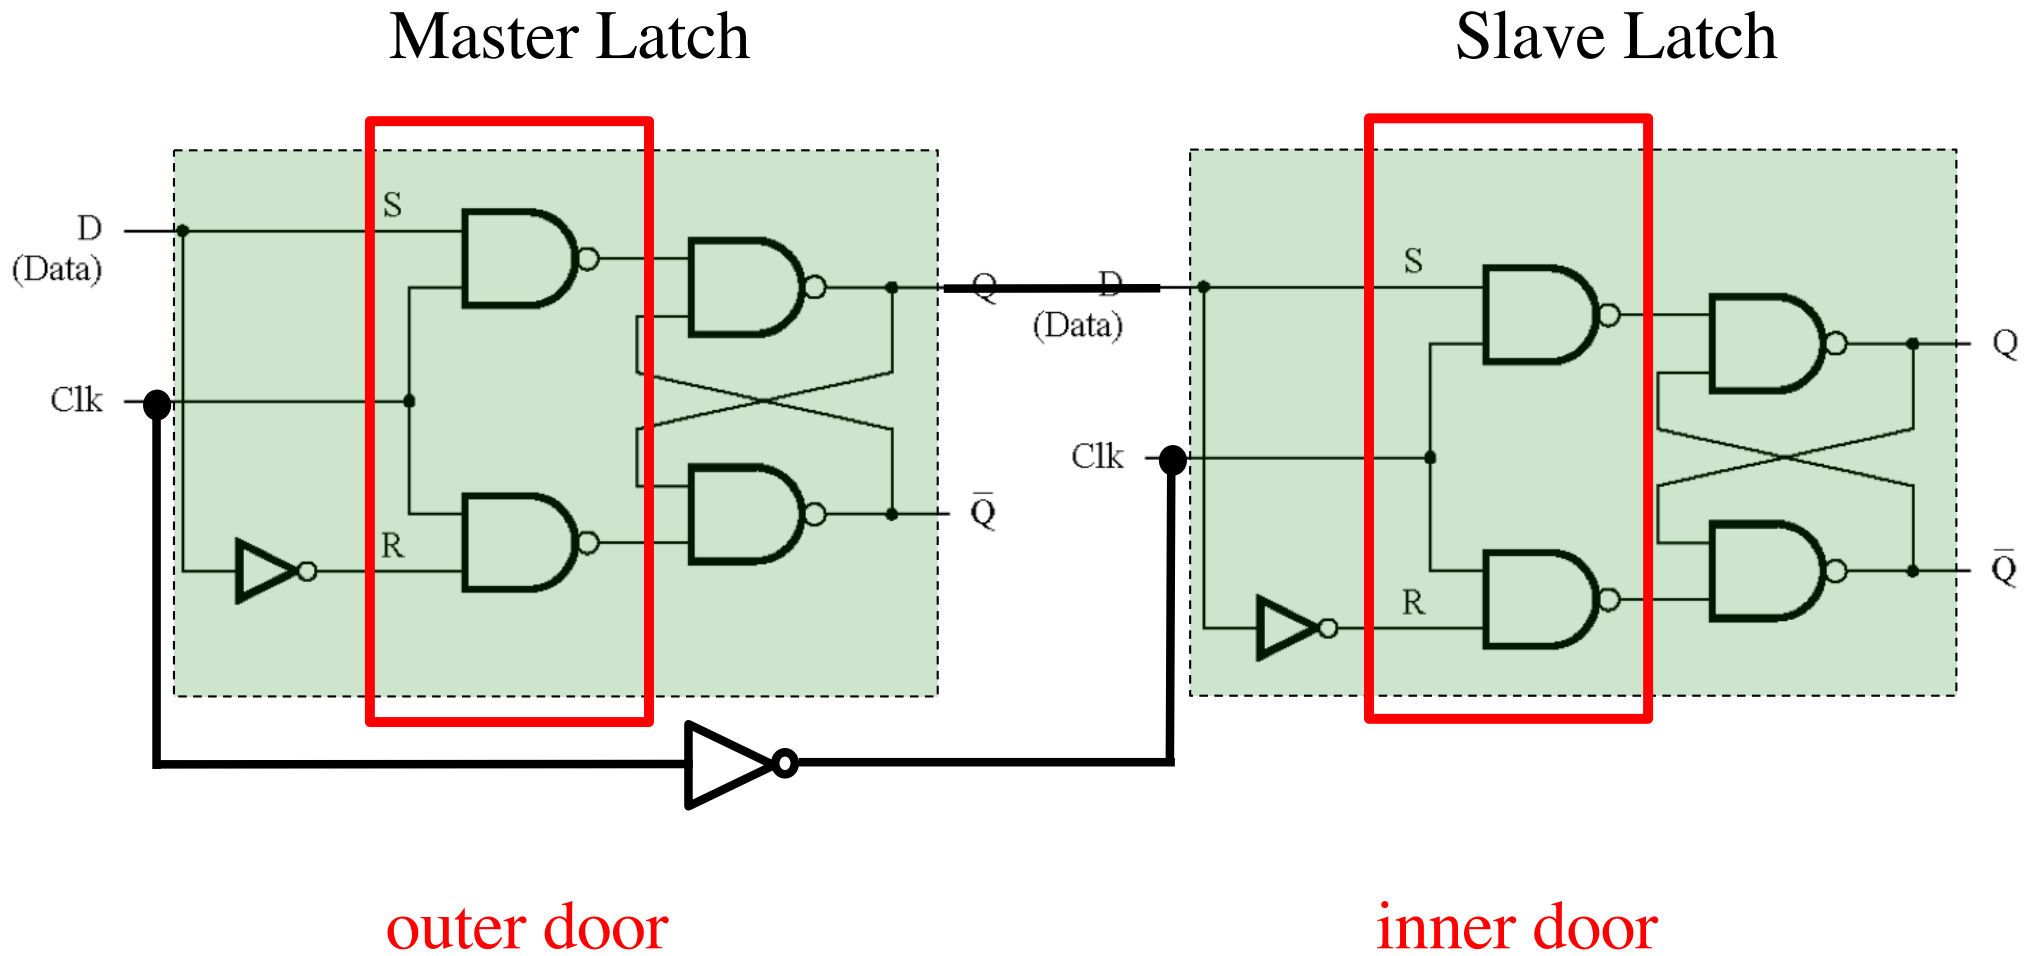 Master Latch
Slave Latch
D
(Data)
S
Clk
R
Q
Q̅
D
(Data)
S
Clk
R
Q
Q̅
outer door
inner door